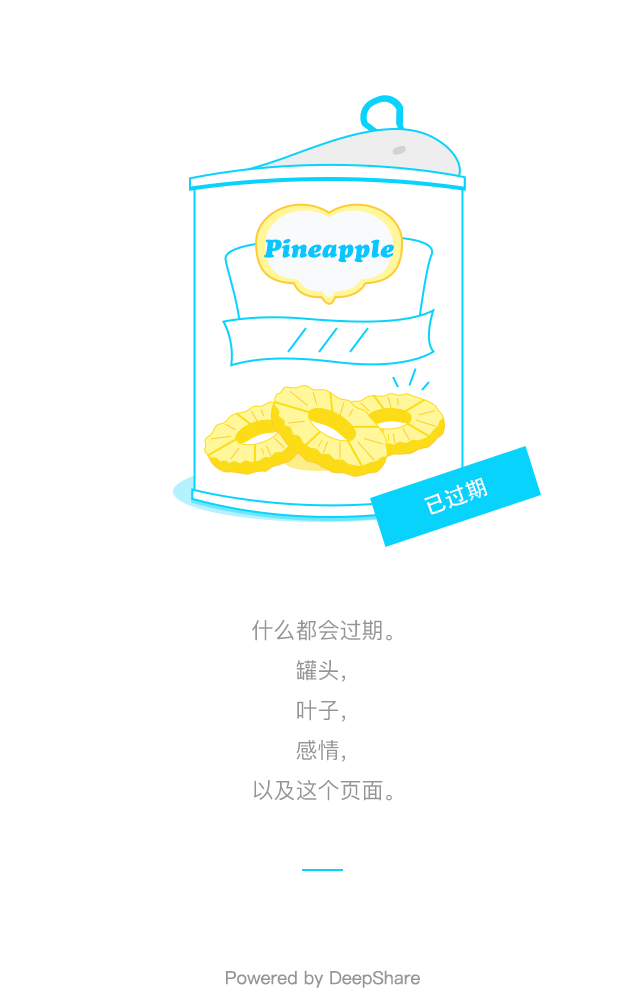 Pineapple
已过期
什么都会过期。
罐头，
叶子，
感情，
以及这个页面。
Powered by DeepShare